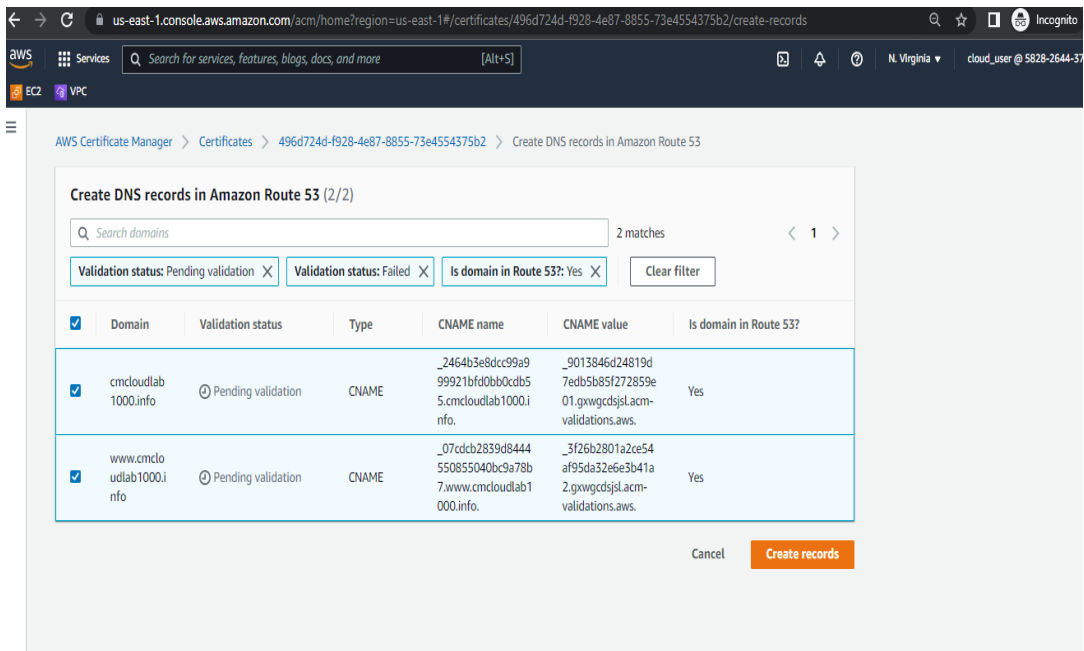 us-east-1.console.aws.amazon.com/acm/home?region=us-east-1#/certificates/496d724d-f928-4e87-8855-73e4554375b2/create-records
Incognito
aws
Services
Search for services, features, blogs, docs, and more
[Alt+S]
N. Virginia
cloud_user @ 5828-2644-37
EC2
VPC
AWS Certificate Manager > Certificates > 496d724d-f928-4e87-8855-73e4554375b2 > Create DNS records in Amazon Route 53
Create DNS records in Amazon Route 53 (2/2)
Search domains
2 matches
< 1 >
Validation status: Pending validation X
Validation status: Failed X
Is domain in Route 53?: Yes X
Clear filter
Domain
Validation status
Type
CNAME name
CNAME value
Is domain in Route 53?
cmcloudlab
1000.info
Pending validation
CNAME
_2464b3e8dcc99a9
99921bfd0bb0cdb5
5.cmcloudlab1000.i
nfo.
_9013846d24819d
7edb5b85f272859e
01.gxwgcdsjsl.acm-
validations.aws.
Yes
www.cmclo
udlab1000.i
nfo
Pending validation
CNAME
_07cdcb2839d8444
550855040bc9a78b
7.www.cmcloudlab1
000.info.
_3f26b2801a2ce54
af95da32e6e3b41a
2.gxwgcdsjsl.acm-
validations.aws.
Yes
Cancel
Create records